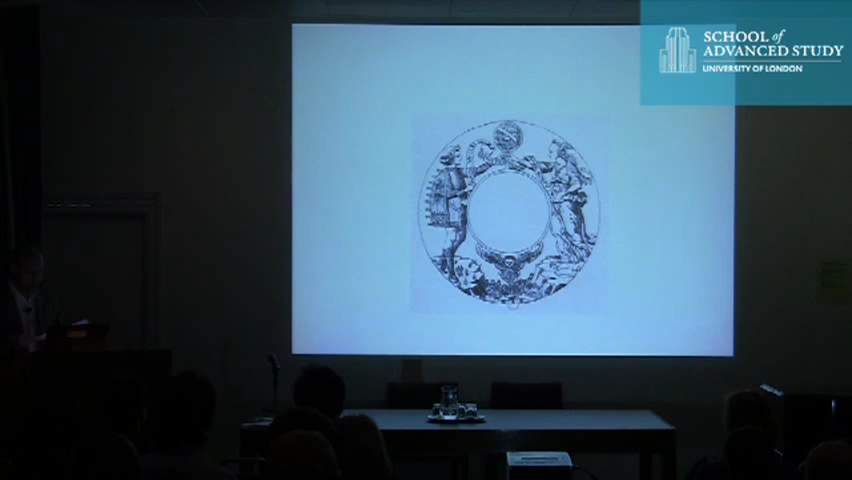 SCHOOL of
ADVANCED STUDY
UNIVERSITY OF LONDON